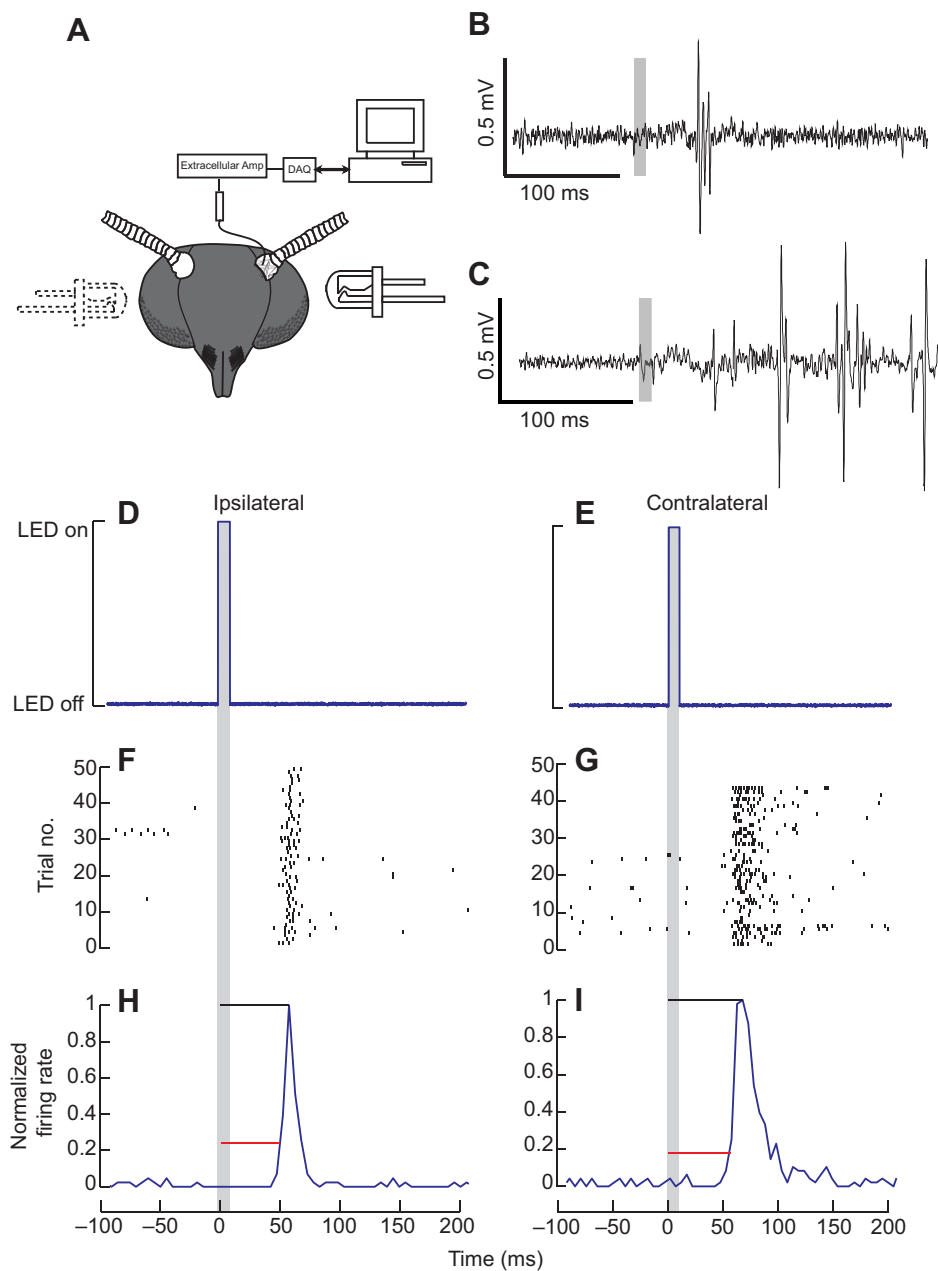 A
Extracellular Amp
DAQ
B
0.5 mV
100 ms
C
0.5 mV
100 ms
D
Ipsilateral
LED on
LED off
E
Contralateral
F
Trial no.
50
40
30
20
10
0
G
50
40
30
20
10
0
H
Normalized
firing rate
1
0.8
0.6
0.4
0.2
0
–100
–50
0
50
100
150
200
I
1
0.8
0.6
0.4
0.2
0
–100
–50
0
50
100
150
200
Time (ms)